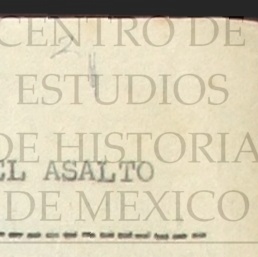 CENTRO DE
ESTUDIOS
DE HISTORIA
EL ASALTO
DE MEXICO